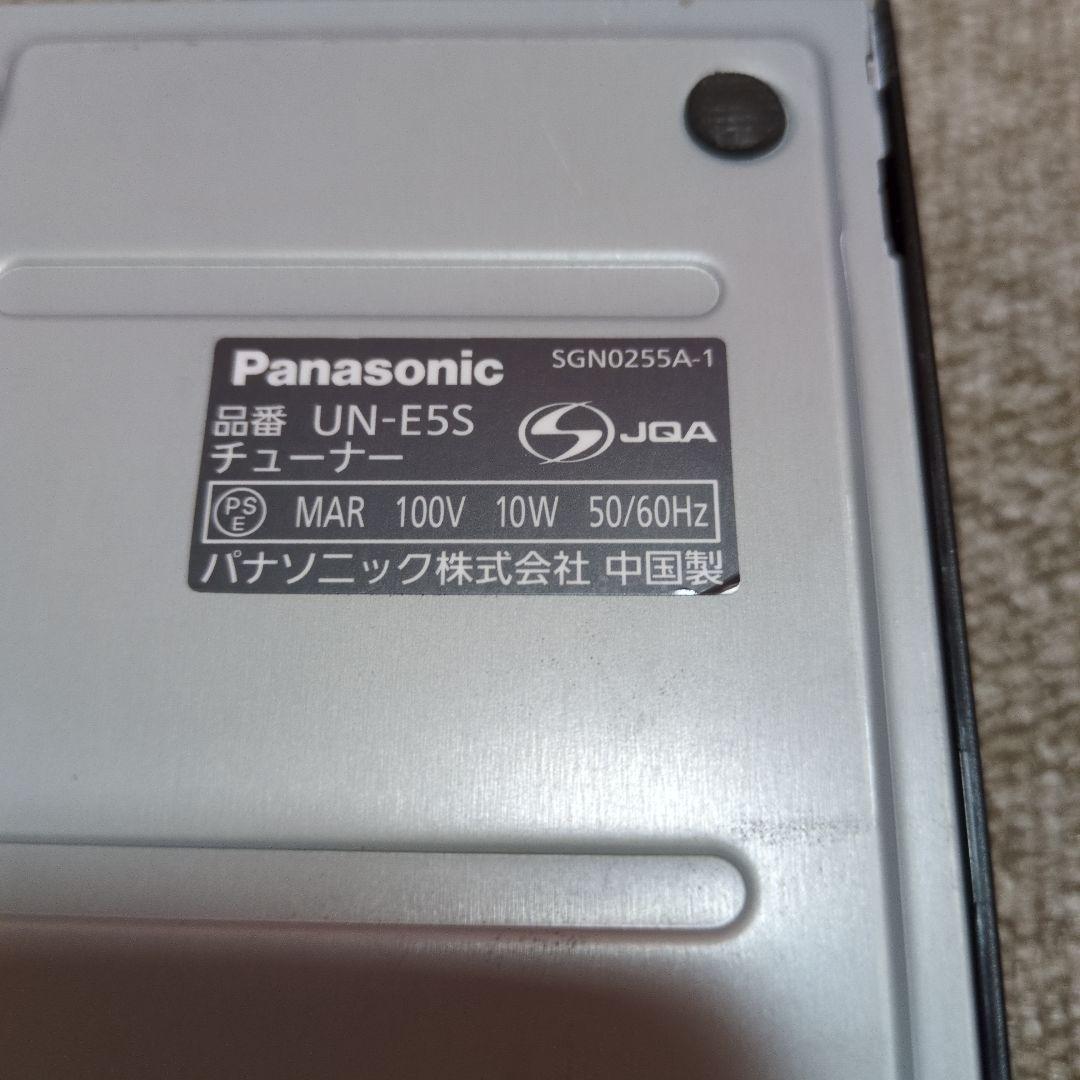 Panasonic SGN0255A-1
品番 UN-E5S
JQA
チューナー
PSE MAR 100V 10W 50/60Hz
パナソニック株式会社 中国製